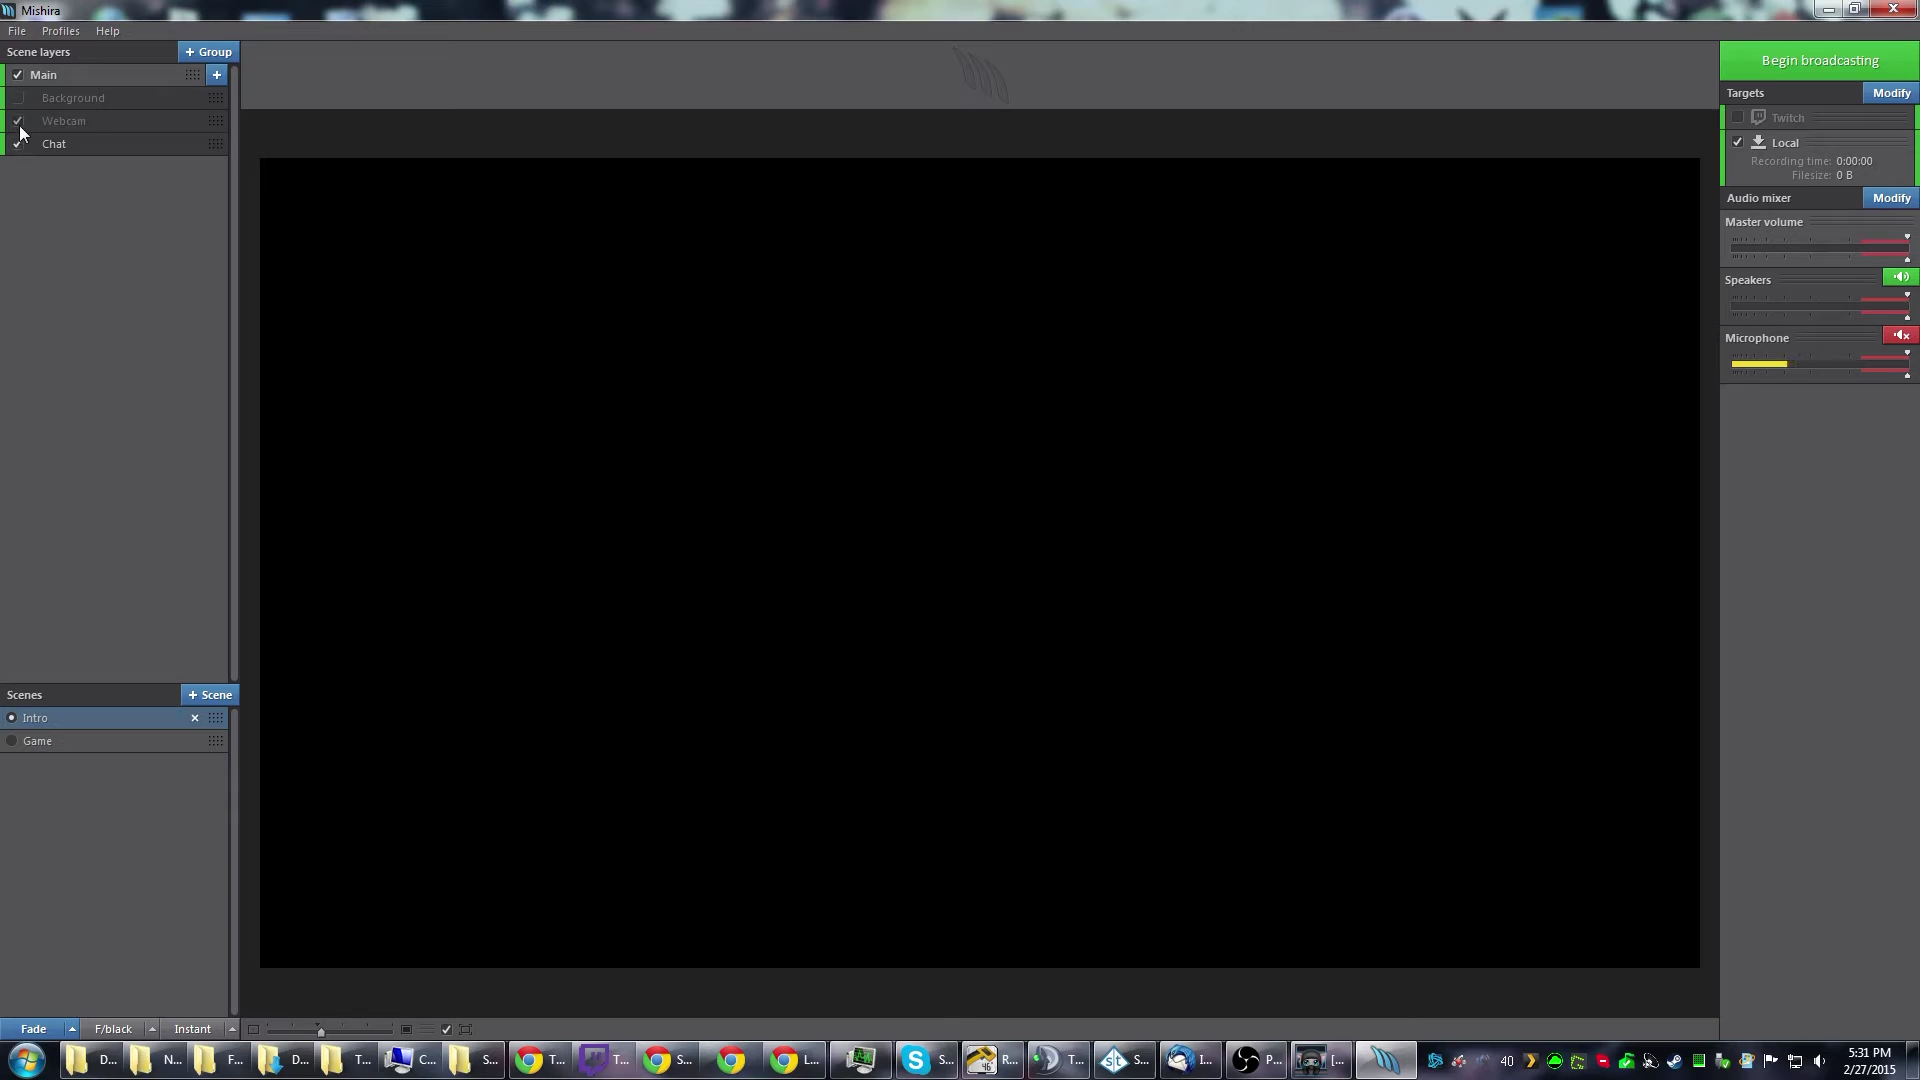 Mishira
File Profiles Help
Scene layers + Group
Main +
Background
Webcam
Chat
Scenes + Scene
Intro ×
Game
Fade F/black Instant
Begin broadcasting
Targets Modify
Twitch
Local
Recording time: 0:00:00
Filesize: 0 B
Audio mixer Modify
Master volume
Speakers
Microphone
D... N... F... D... T... C... S... T... T... S... L... S... R... T... S... I... P... [... 40
46
5:31 PM
2/27/2015